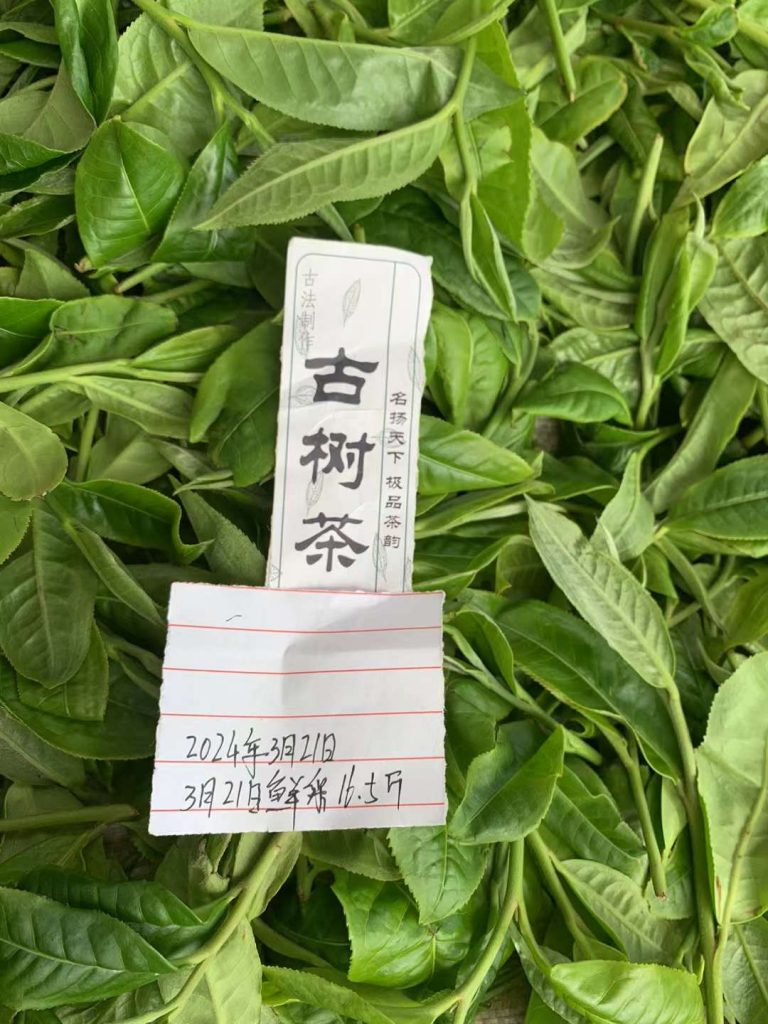 古法制作
古树茶
名扬天下 极品茶韵
2024年3月21日
3月21日鲜采16.5斤